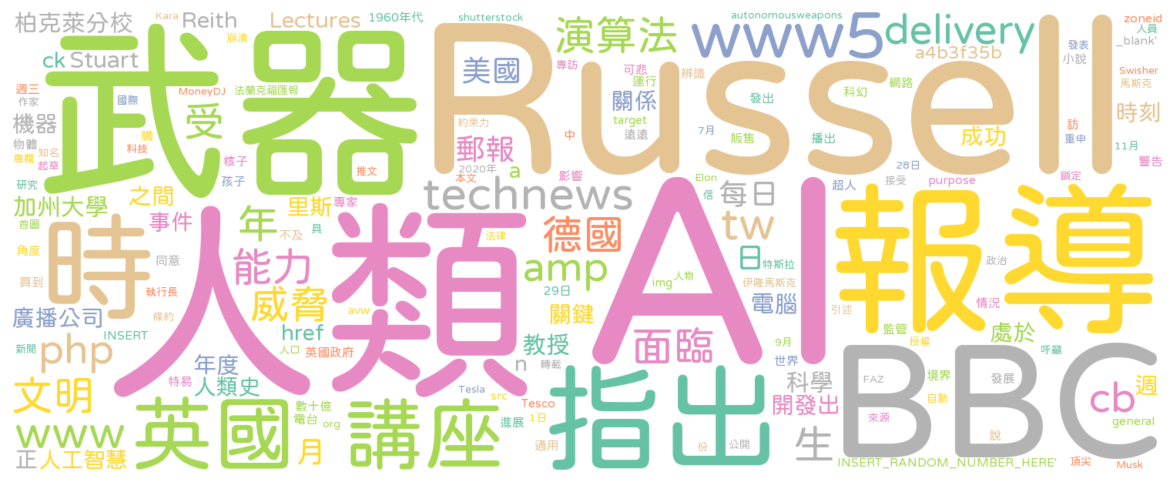 柏克萊分校
Kara
崩潰
Reith
Lectures
1960年代
shutterstock
演算法
www5
autonomousweapons
delivery
發表
人員
zoneid
_blank'
小說
a4b3f35b
ck
Stuart
武器
Russell
美國
專訪
可悲
辨識
運行
科幻
網路
Swisher
馬斯克
週三
作家
國際
MoneyDJ
法蘭克福匯報
受
關係
發出
target
遠遠
時刻
機器
購
科技
約束力
中
7月
販售
播出
成功
訪
重申
11月
物體
專欄
知名
起草
核子
孩子
推文
郵報
2020年
本文
a
影響
28日
警告
研究
之間
專家
technews
Elon
信
每日
超人
接受
purpose
鎖定
加州大學
里斯
首圖
事件
年
不及
具
法律
人類
AI
報導
tw
德國
日
特斯拉
角度
時
同意
能力
買到
執行長
amp
img
人物
伊隆馬斯克
政治
威脅
條約
29日
關鍵
電腦
引述
情況
廣播公司
INSERT
href
avw
監管
處於
新聞
php
人口
英國政府
教授
面臨
9月
世界
授權
呼籲
年度
n
轉載
BBC
特易
人類史
Tesla
src
科學
FAZ
境界
發展
週
文明
數十億
Tesco
開發出
自動
cb
www
英國
電台
org
講座
1日
進展
指出
來源
general
正
人工智慧
月
適用
份
公開
生
說
INSERT_RANDOM_NUMBER_HERE'
頂尖
Musk